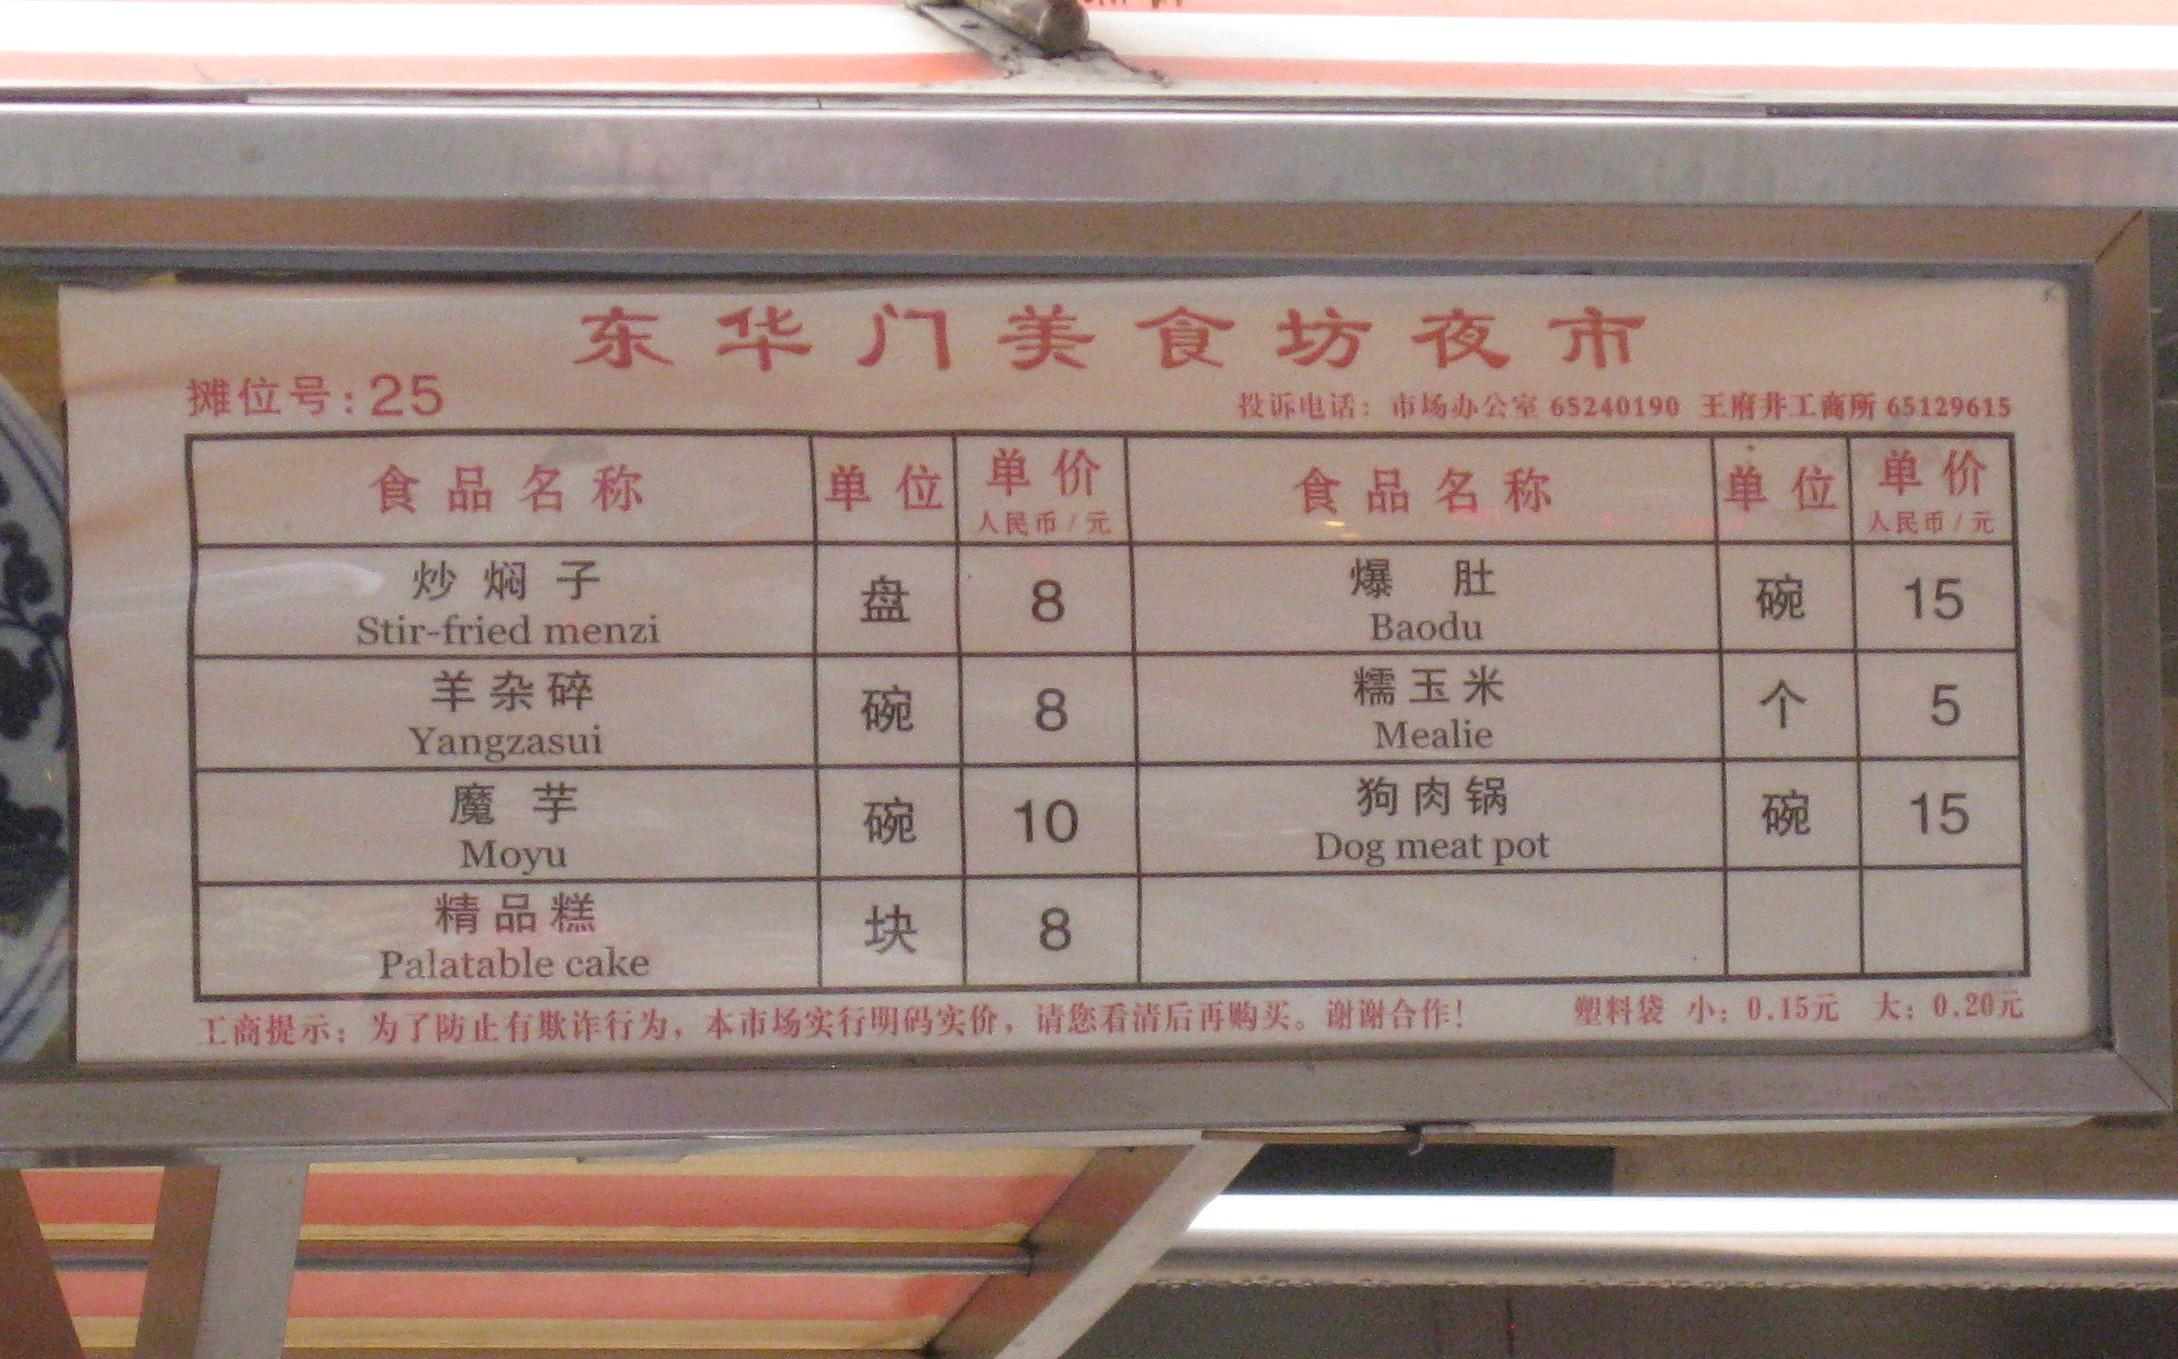 东华门美食坊夜市
摊位号:25
投诉电话:市场办公室 65240190 王府井工商所 65129615
食品名称 单位 单价 人民币/元 食品名称 单位 单价 人民币/元
炒焖子 盘 8 爆肚 碗 15
Stir-fried menzi Baodu
羊杂碎 碗 8 糯玉米 个 5
Yangzasui Mealie
魔芋 碗 10 狗肉锅 碗 15
Moyu Dog meat pot
精品糕 块 8
Palatable cake
工商提示:为了防止有欺诈行为,本市场实行明码实价,请您看清后再购买。谢谢合作! 塑料袋 小:0.15元 大:0.20元